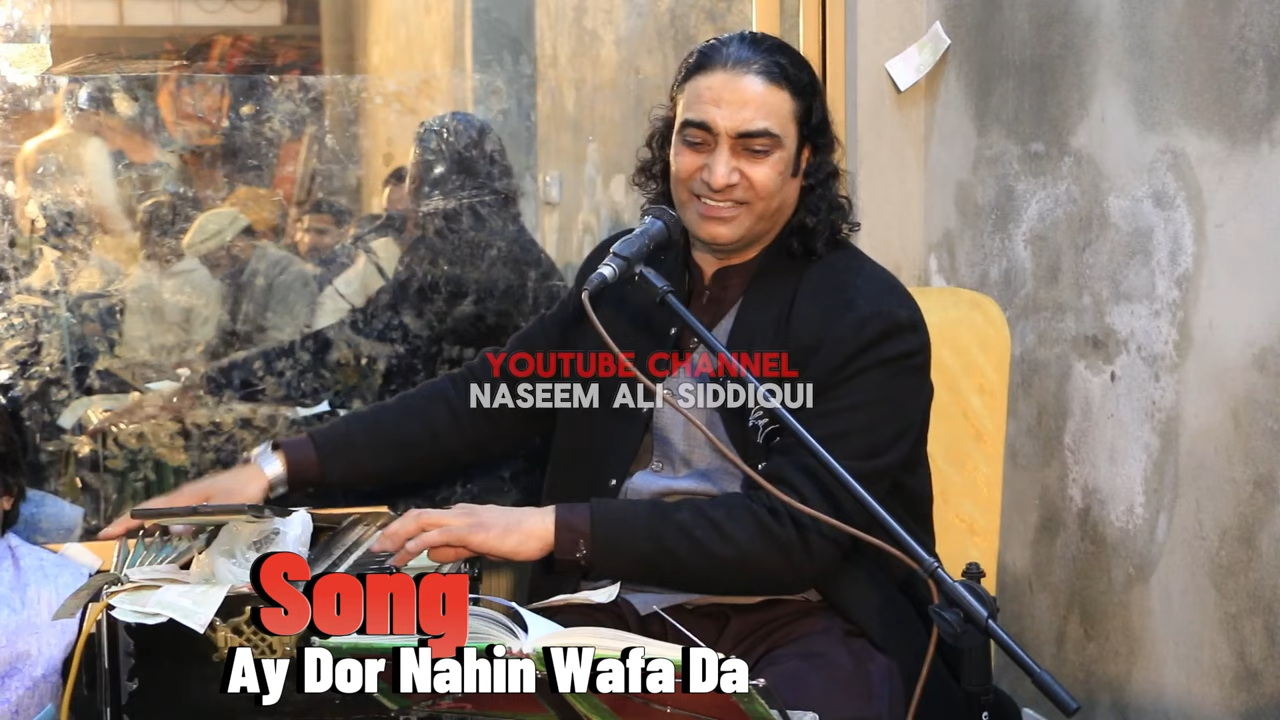 YOUTUBE CHANNEL
NASEEM ALI SIDDIQUI
Song
Ay Dor Nahin Wafa Da